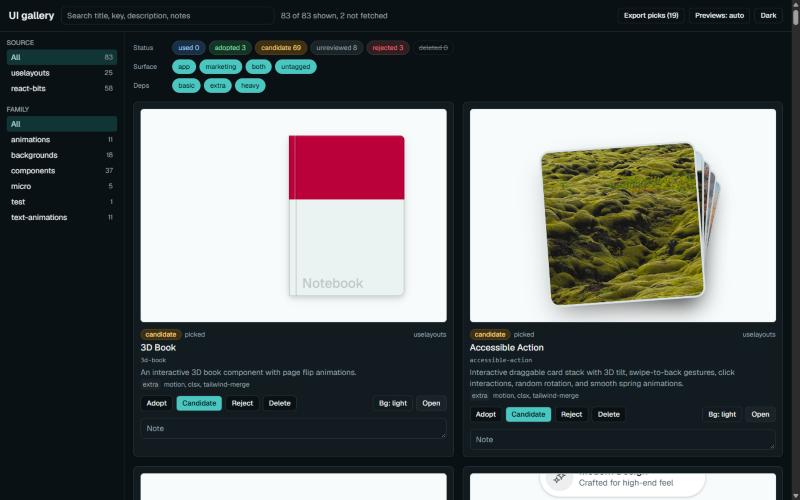 UI gallery
Search title, key, description, notes
83 of 83 shown, 2 not fetched
Export picks (19)
Previews: auto
Dark
SOURCE
All 83
uselayouts 25
react-bits 58
FAMILY
All
animations 11
backgrounds 18
components 37
micro 5
test 1
text-animations 11
Status used 0 adopted 3 candidate 69 unreviewed 8 rejected 3 deleted 0
Surface app marketing both untagged
Deps basic extra heavy
Notebook
candidate picked uselayouts
3D Book
3d-book
An interactive 3D book component with page flip animations.
extra motion, clsx, tailwind-merge
Adopt Candidate Reject Delete Bg: light Open
Note
candidate picked uselayouts
Accessible Action
accessible-action
Interactive draggable card stack with 3D tilt, swipe-to-back gestures, click
interactions, random rotation, and smooth spring animations.
extra motion, clsx, tailwind-merge
Adopt Candidate Reject Delete Bg: light Open
Note
Crafted for high-end feel